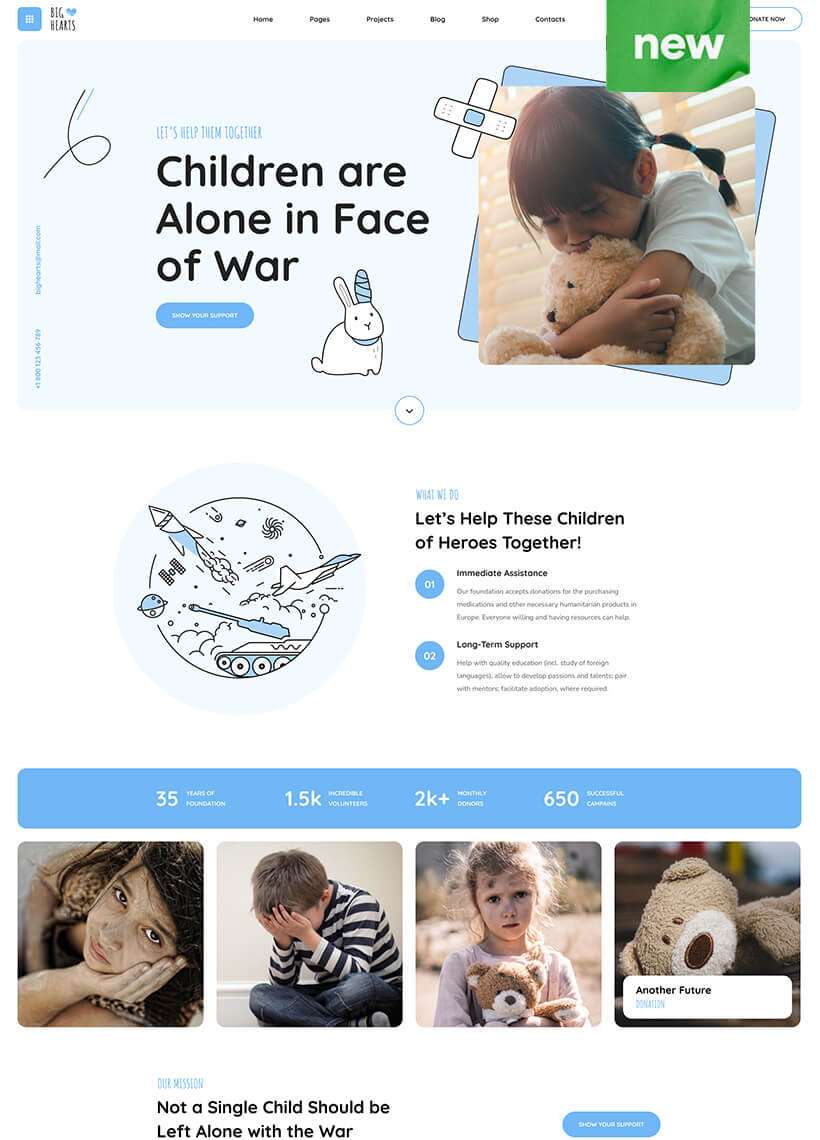 BIG
HEARTS
Home
Pages
Projects
Blog
Shop
Contacts
NATE NOW
new
LET'S HELP THEM TOGETHER
Children are
Alone in Face
of War
SHOW YOUR SUPPORT
bighearts@mail.com
+1 800 123 456 789
WHAT WE DO
Let's Help These Children
of Heroes Together!
01
Immediate Assistance
Our foundation accepts donations for the purchasing
medications and other necessary humanitarian products in
Europe. Everyone willing and having resources can help.
02
Long-Term Support
Help with quality education (incl. study of foreign
languages), allow to develop passions and talents; pair
with mentors; facilitate adoption, where required.
35
YEARS OF
FOUNDATION
1.5k
INCREDIBLE
VOLUNTEERS
2k+
MONTHLY
DONORS
650
SUCCESSFUL
CAMPAINS
Another Future
DONATION
OUR MISSION
Not a Single Child Should be
Left Alone with the War
SHOW YOUR SUPPORT